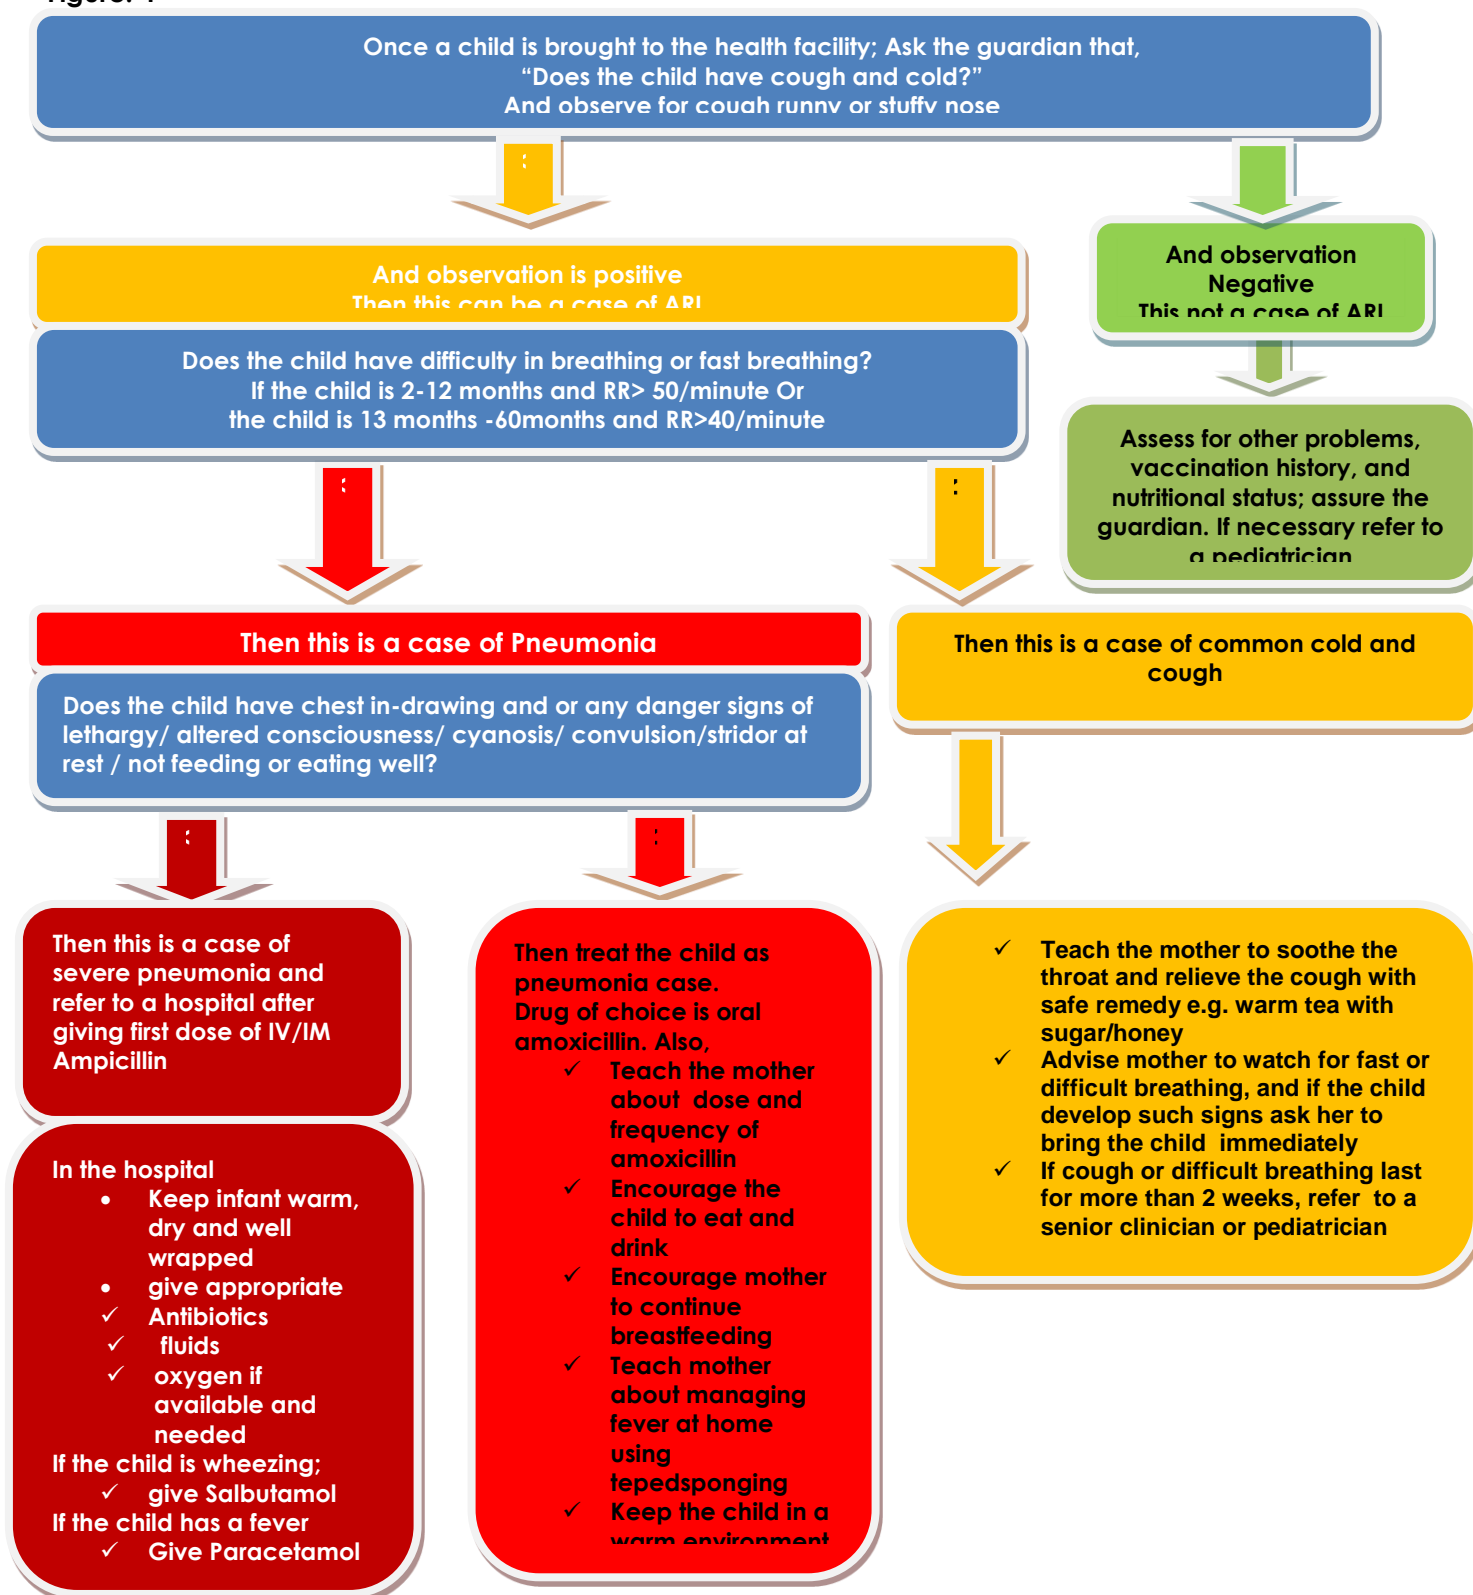 Figure. 1
Once a child is brought to the health facility; Ask the guardian that,
“Does the child have cough and cold?”
And observe for cough runny or stuffy nose
And observation is positive
Then this can be a case of ARI
And observation
Negative
This not a case of ARI
Does the child have difficulty in breathing or fast breathing?
If the child is 2-12 months and RR> 50/minute Or
the child is 13 months -60months and RR>40/minute
Assess for other problems,
vaccination history, and
nutritional status; assure the
guardian. If necessary refer to
a pediatrician
Then this is a case of Pneumonia
Then this is a case of common cold and
cough
Does the child have chest in-drawing and or any danger signs of
lethargy/ altered consciousness/ cyanosis/ convulsion/stridor at
rest / not feeding or eating well?
Then this is a case of
severe pneumonia and
refer to a hospital after
giving first dose of IV/IM
Ampicillin
In the hospital
• Keep infant warm,
dry and well
wrapped
• give appropriate
✓ Antibiotics
✓ fluids
✓ oxygen if
available and
needed
If the child is wheezing;
✓ give Salbutamol
If the child has a fever
✓ Give Paracetamol
Then treat the child as
pneumonia case.
Drug of choice is oral
amoxicillin. Also,
✓ Teach the mother
about dose and
frequency of
amoxicillin
✓ Encourage the
child to eat and
drink
✓ Encourage mother
to continue
breastfeeding
✓ Teach mother
about managing
fever at home
using
tepedsponging
✓ Keep the child in a
warm environment
✓ Teach the mother to soothe the
throat and relieve the cough with
safe remedy e.g. warm tea with
sugar/honey
✓ Advise mother to watch for fast or
difficult breathing, and if the child
develop such signs ask her to
bring the child immediately
✓ If cough or difficult breathing last
for more than 2 weeks, refer to a
senior clinician or pediatrician